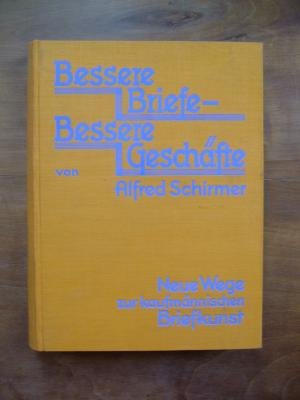 Bessere
Briefe-
Bessere
Geschäfte
von
Alfred Schirmer
Neue Wege
zur kaufmännischen
Briefkunst